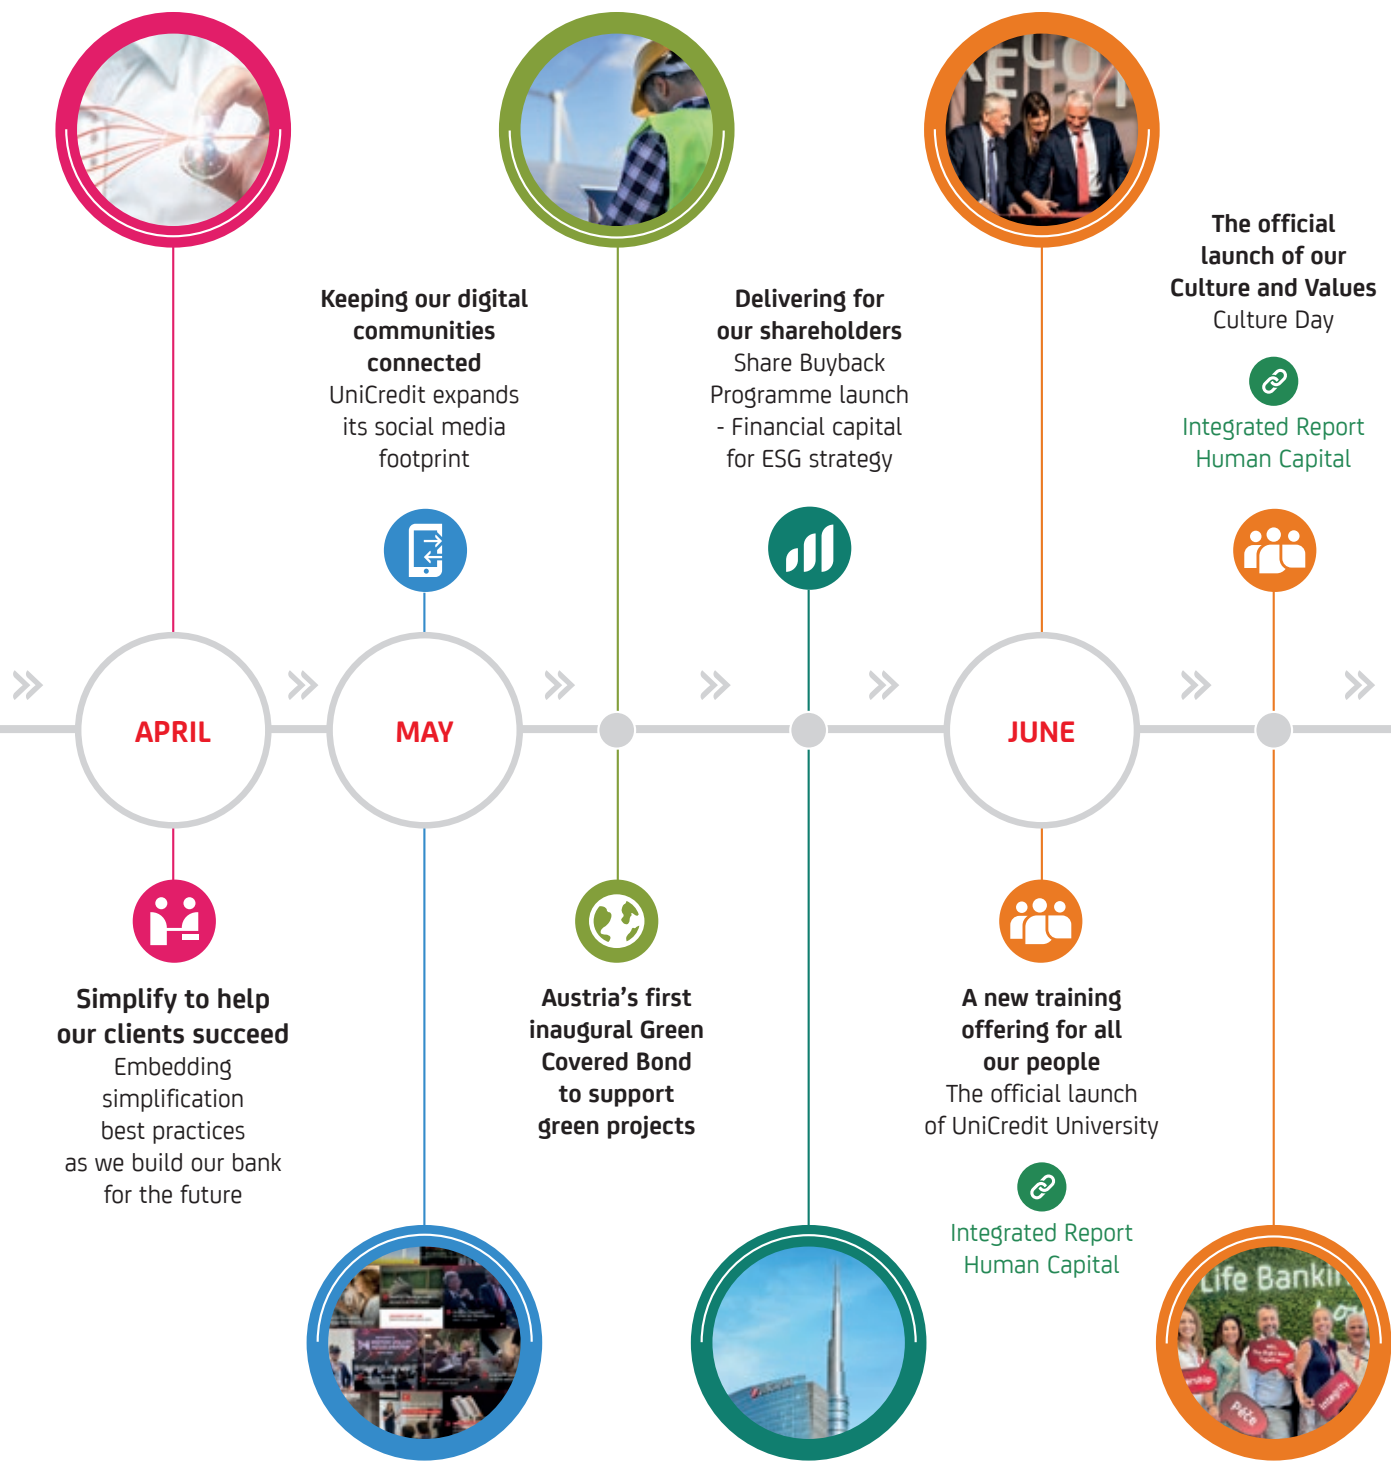 RECO
The official
launch of our
Culture and Values
Culture Day
Integrated Report
Human Capital
Keeping our digital
communities
connected
UniCredit expands
its social media
footprint
Delivering for
our shareholders
Share Buyback
Programme launch
- Financial capital
for ESG strategy
APRIL
MAY
JUNE
Simplify to help
our clients succeed
Embedding
simplification
best practices
as we build our bank
for the future
Austria’s first
inaugural Green
Covered Bond
to support
green projects
A new training
offering for all
our people
The official launch
of UniCredit University
Integrated Report
Human Capital
Life Bankin
péče
Integrity